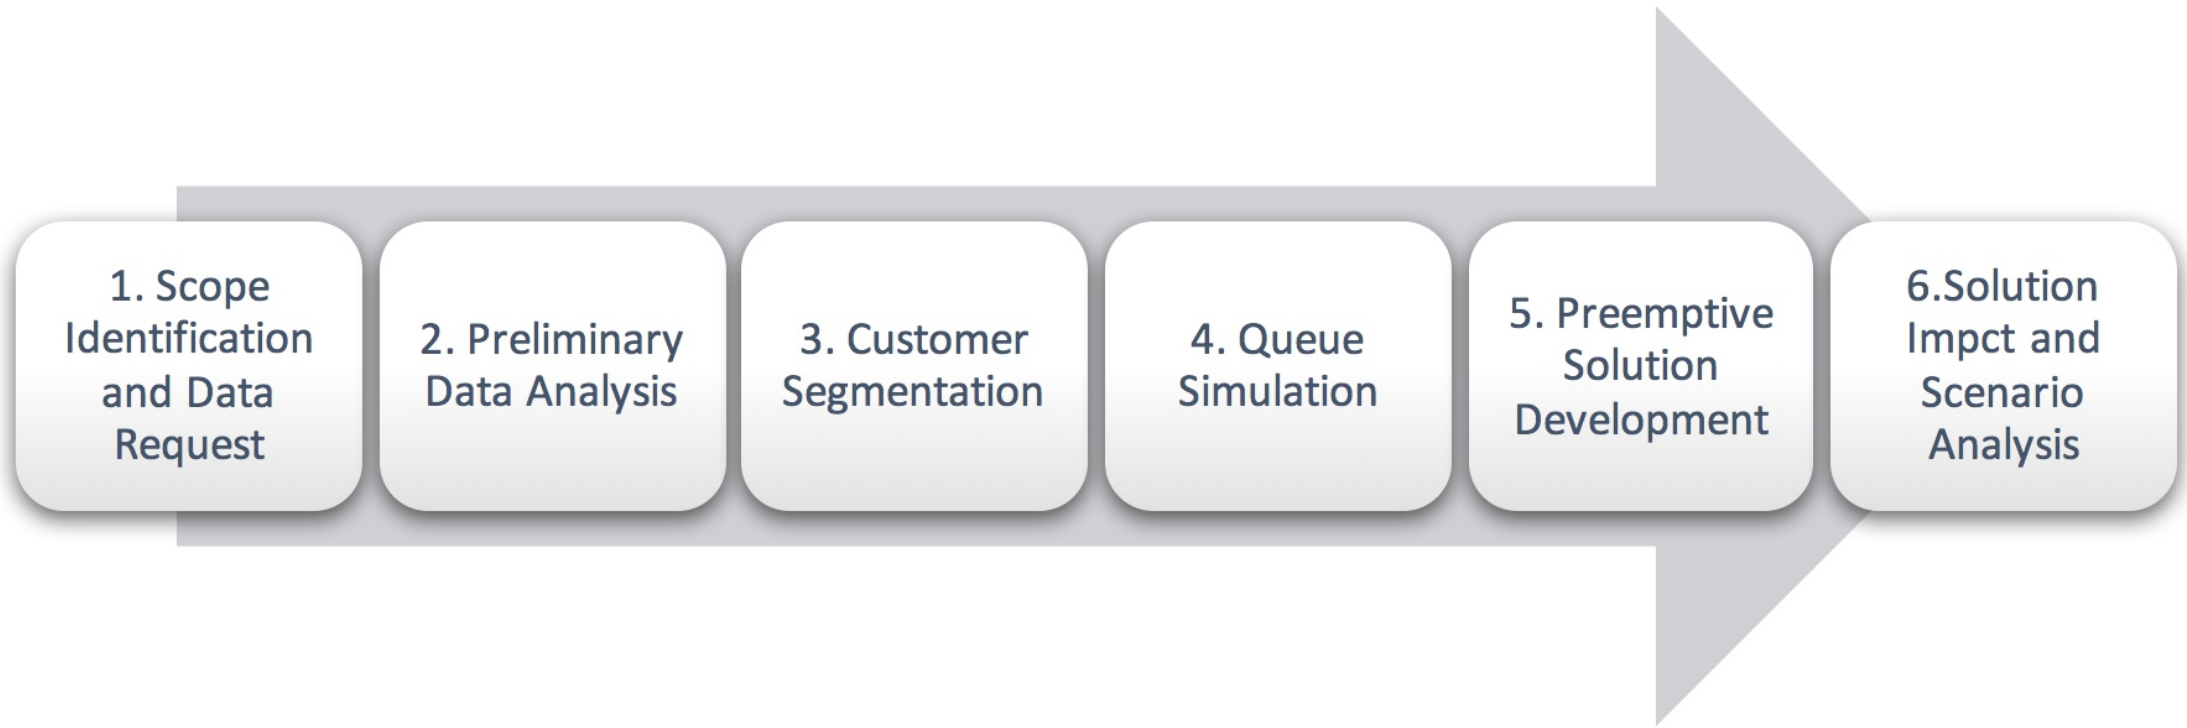 1. Scope
Identification
and Data
Request
2. Preliminary
Data Analysis
3. Customer
Segmentation
4. Queue
Simulation
5. Preemptive
Solution
Development
6.Solution
Impct and
Scenario
Analysis